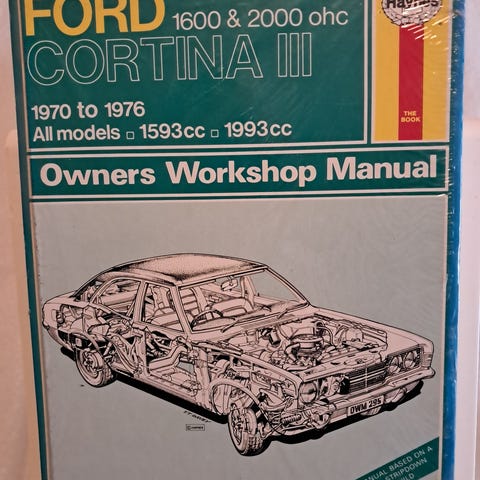 FORD 1600 & 2000 ohc
CORTINA III
Haynes
THE
BOOK
1970 to 1976
All models □ 1593cc □ 1993cc
Owners Workshop Manual
OWM 295
MANUAL BASED ON A
STRIPDOWN